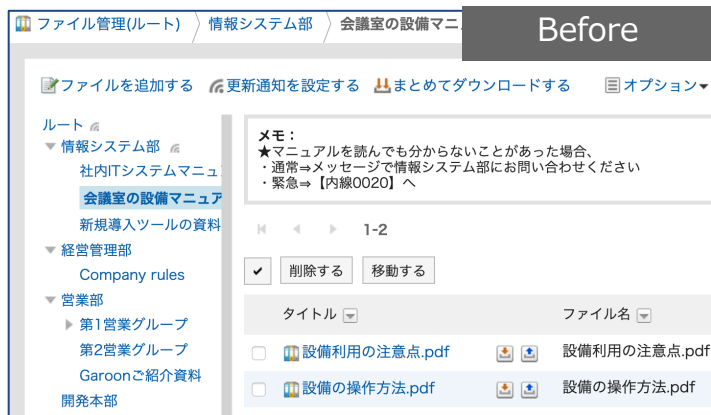 ファイル管理(ルート) 情報システム部 会議室の設備マニ
Before
ファイルを追加する 更新通知を設定する まとめてダウンロードする オプション
ルート
情報システム部
社内ITシステムマニュ
会議室の設備マニュア
新規導入ツールの資料
経営管理部
Company rules
営業部
第1営業グループ
第2営業グループ
Garoonご紹介資料
開発本部
メモ：
★マニュアルを読んでも分からないことがあった場合、
・通常⇒メッセージで情報システム部にお問い合わせください
・緊急⇒【内線0020】へ
1-2
削除する 移動する
タイトル ファイル名
設備利用の注意点.pdf 設備利用の注意点.pdf
設備の操作方法.pdf 設備の操作方法.pdf